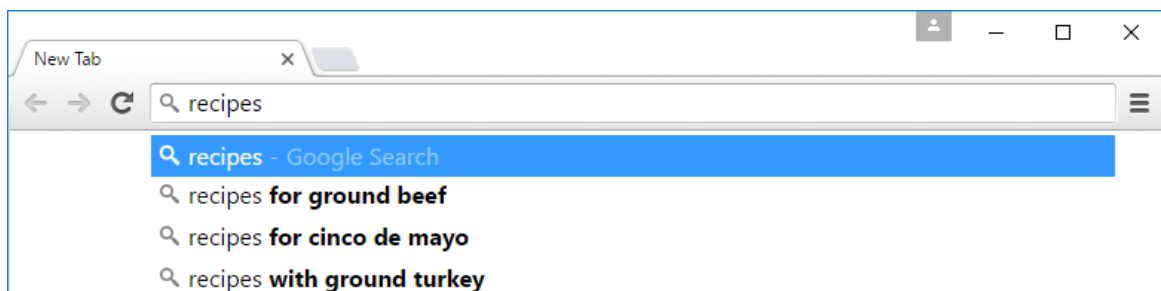 New Tab
recipes
recipes - Google Search
recipes for ground beef
recipes for cinco de mayo
recipes with ground turkey